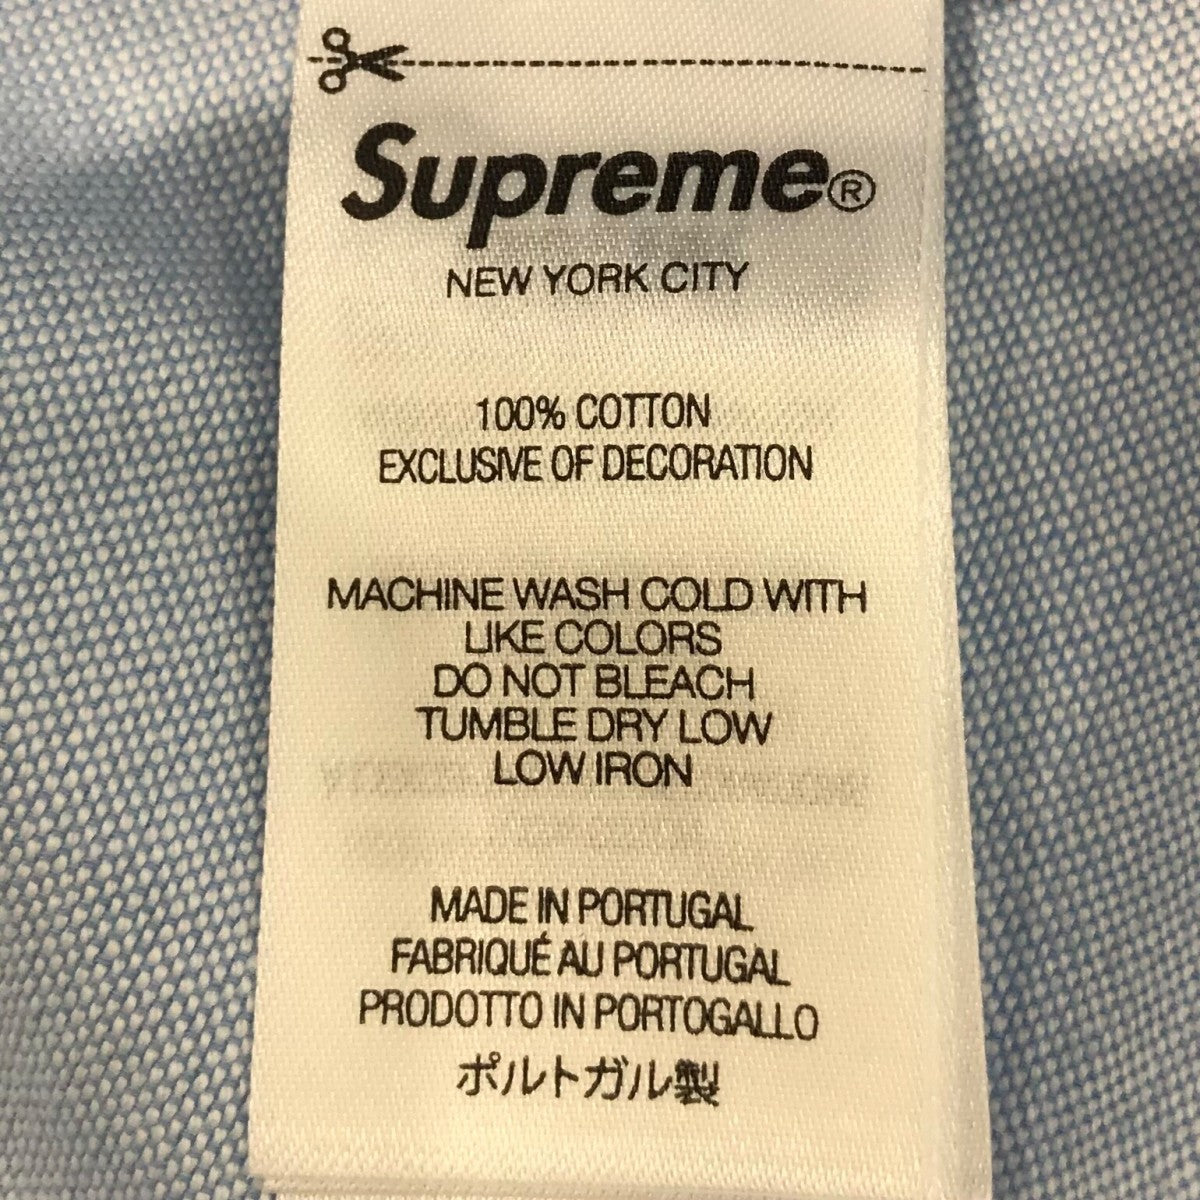 Supreme®
NEW YORK CITY
100% COTTON
EXCLUSIVE OF DECORATION
MACHINE WASH COLD WITH
LIKE COLORS
DO NOT BLEACH
TUMBLE DRY LOW
LOW IRON
MADE IN PORTUGAL
FABRIQUÉ AU PORTUGAL
PRODOTTO IN PORTOGALLO
ポルトガル製